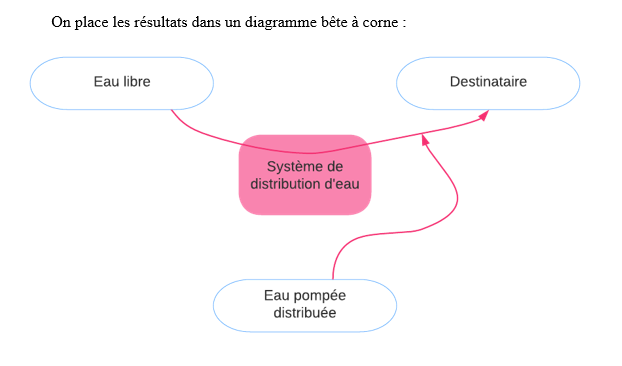 On place les résultats dans un diagramme bête à corne :
Eau libre
Destinataire
Système de
distribution d'eau
Eau pompée
distribuée